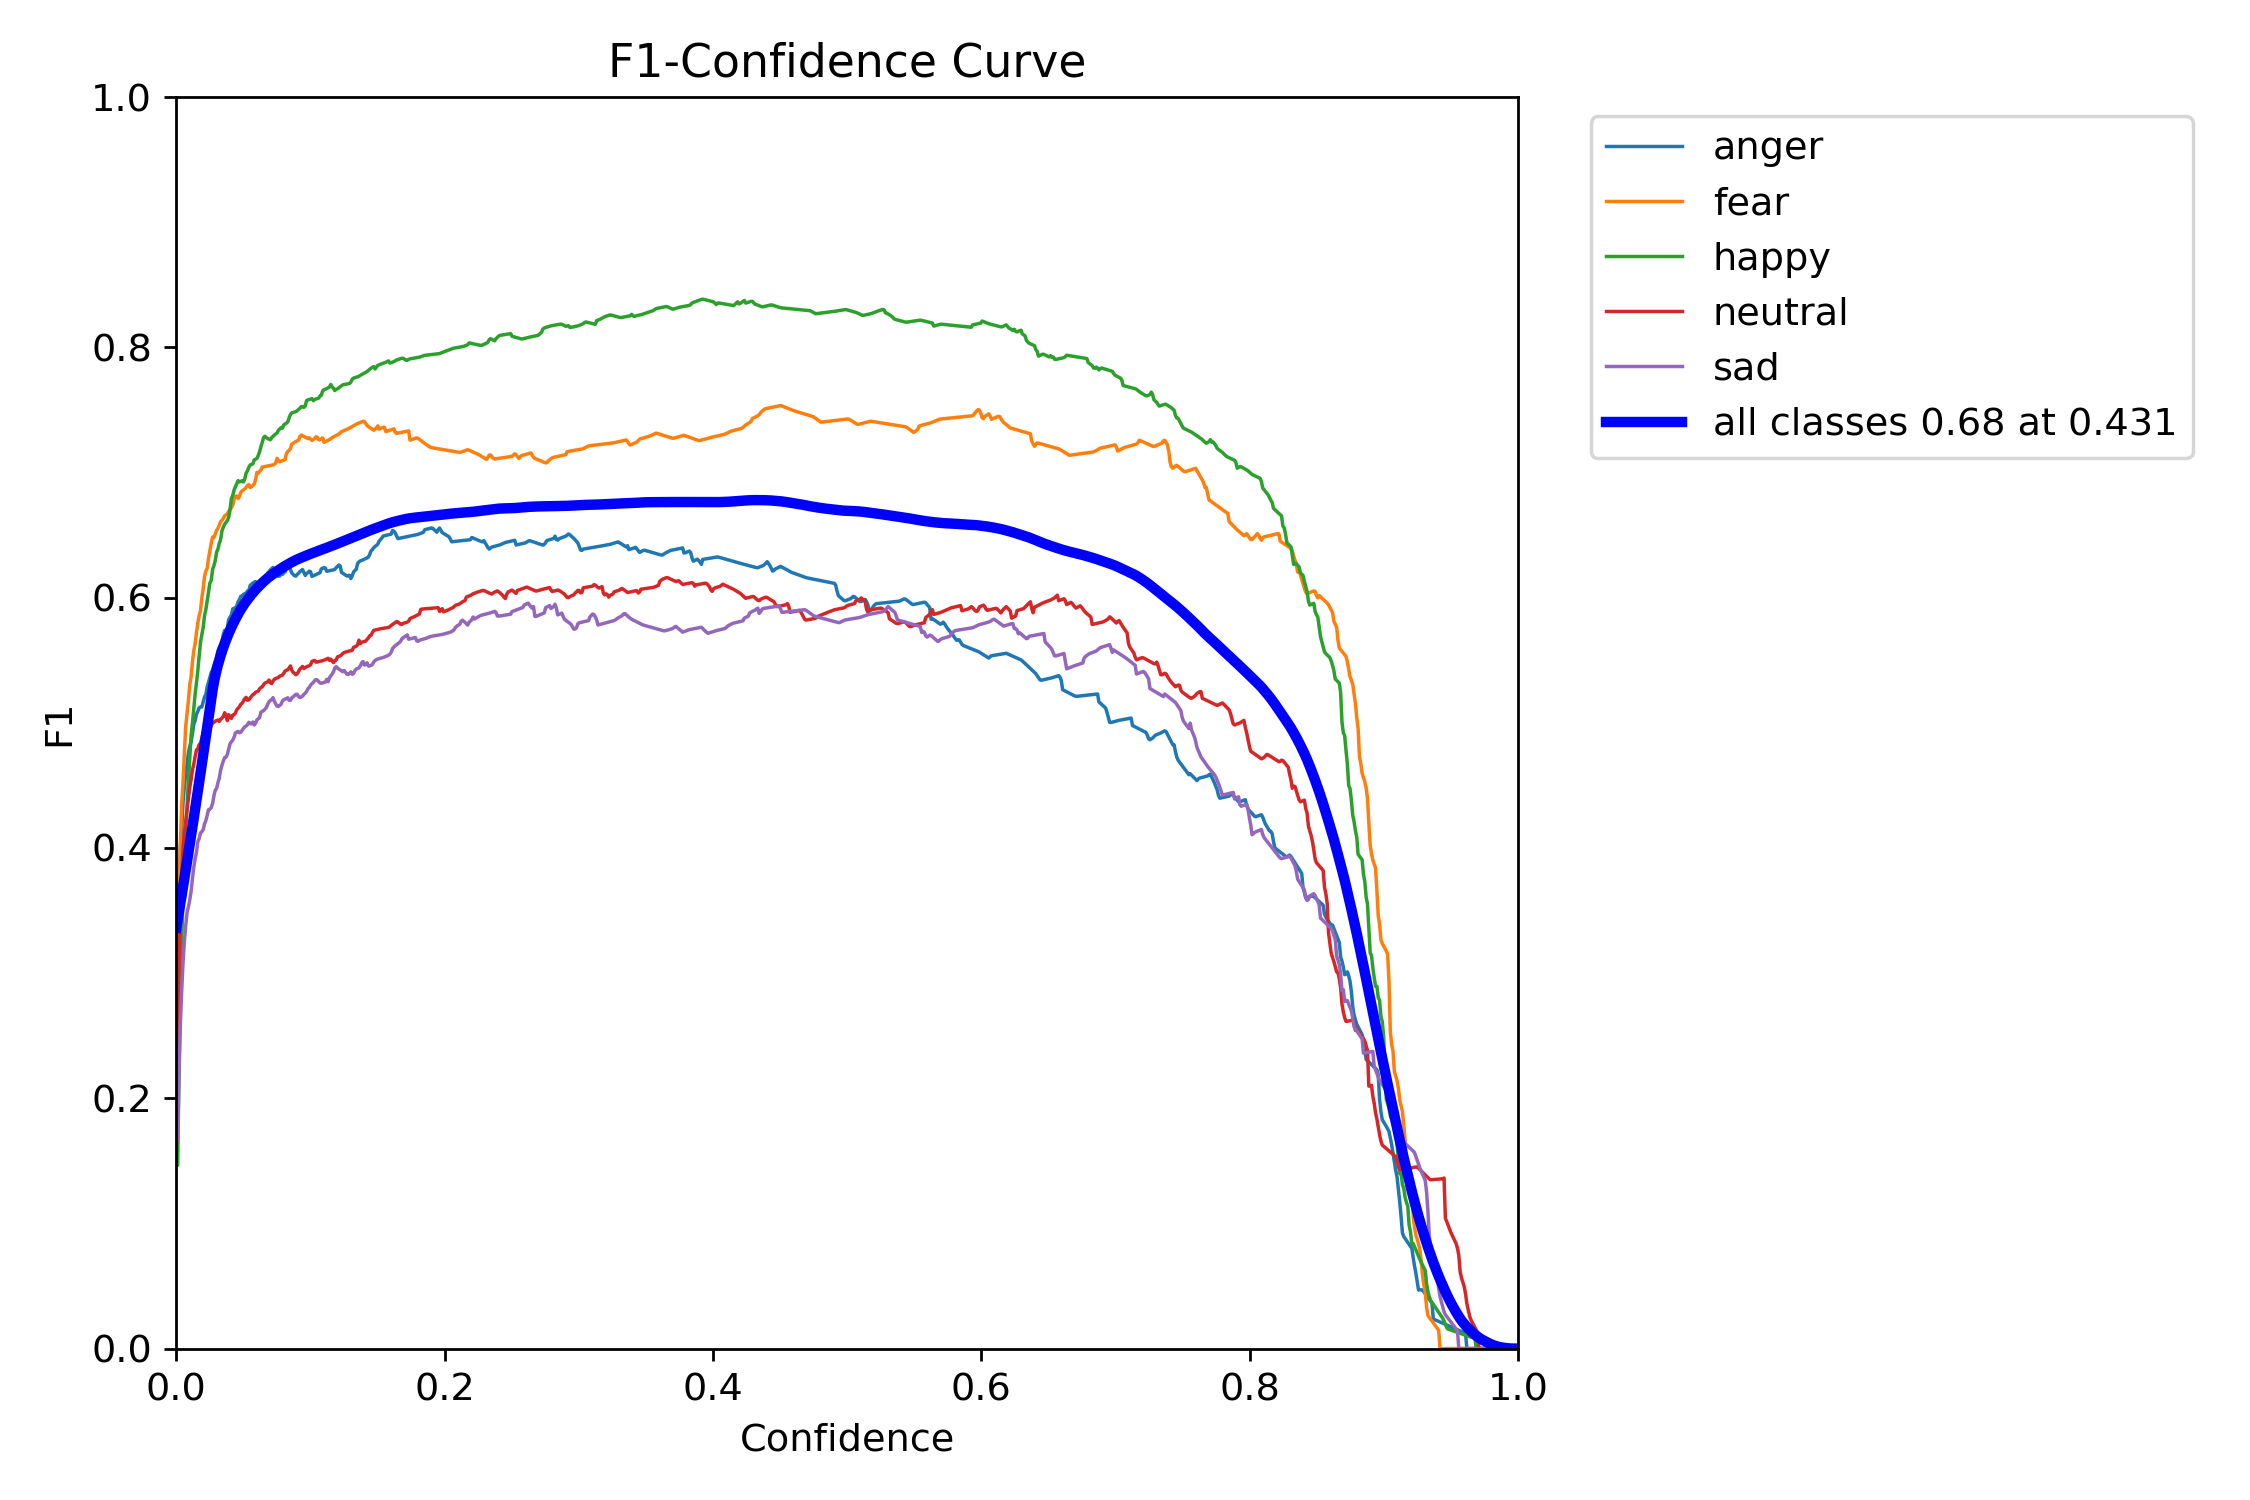 F1-Confidence Curve
1.0
0.8
0.6
0.4
0.2
0.0
F1
0.0 0.2 0.4 0.6 0.8 1.0
Confidence
anger
fear
happy
neutral
sad
all classes 0.68 at 0.431